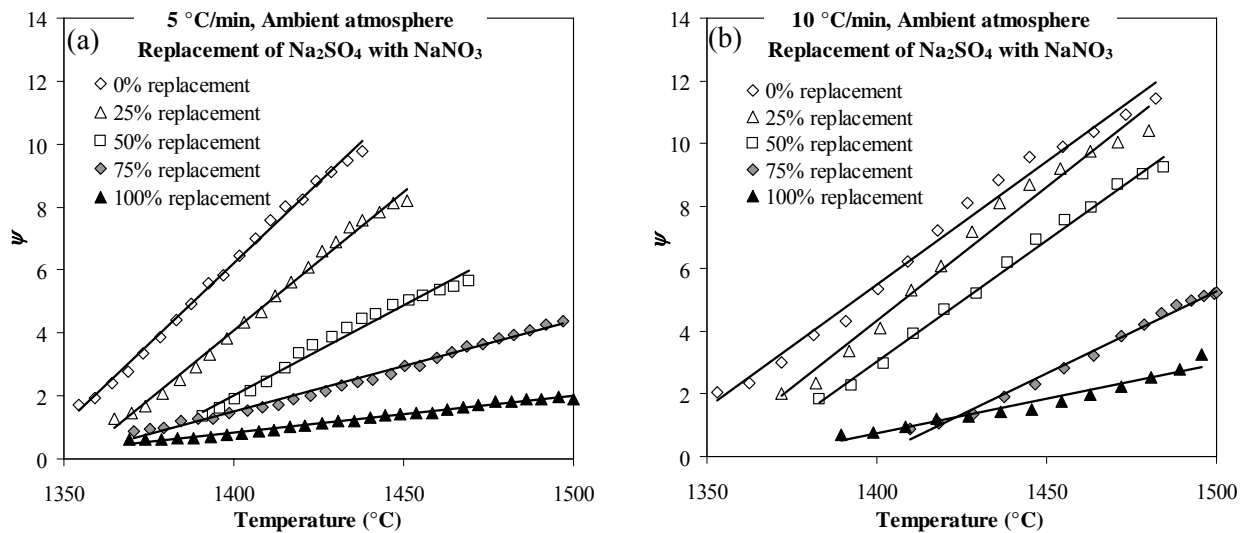 (a)
5 °C/min, Ambient atmosphere
Replacement of Na₂SO₄ with NaNO₃
0% replacement
25% replacement
50% replacement
75% replacement
100% replacement
14
12
10
8
6
4
2
0
ψ
1350
1400
1450
1500
Temperature (°C)
(b)
10 °C/min, Ambient atmosphere
Replacement of Na₂SO₄ with NaNO₃
0% replacement
25% replacement
50% replacement
75% replacement
100% replacement
14
12
10
8
6
4
2
0
ψ
1350
1400
1450
1500
Temperature (°C)